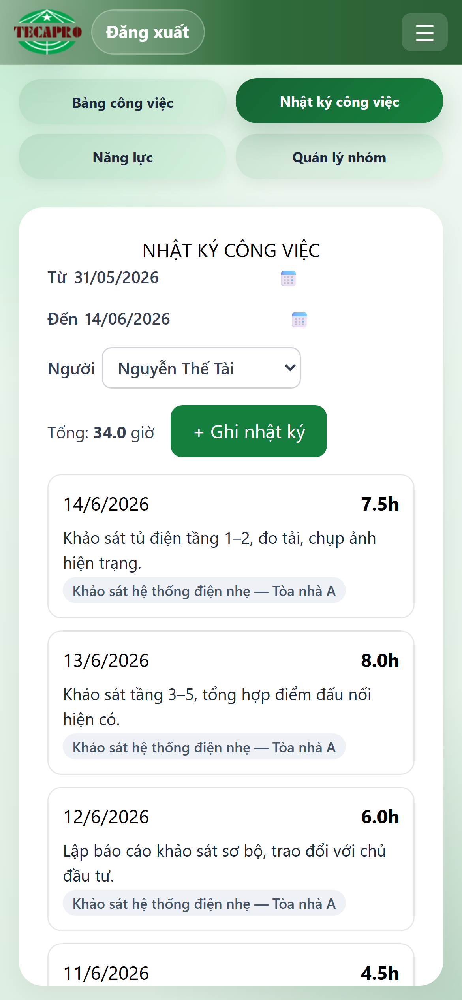 TECAPRO
Đăng xuất
Bảng công việc
Nhật ký công việc
Năng lực
Quản lý nhóm
NHẬT KÝ CÔNG VIỆC
Từ 31/05/2026
Đến 14/06/2026
Người Nguyễn Thế Tài
Tổng: 34.0 giờ
+ Ghi nhật ký
14/6/2026 7.5h
Khảo sát tủ điện tầng 1–2, đo tải, chụp ảnh
hiện trạng.
Khảo sát hệ thống điện nhẹ — Tòa nhà A
13/6/2026 8.0h
Khảo sát tầng 3–5, tổng hợp điểm đấu nối
hiện có.
Khảo sát hệ thống điện nhẹ — Tòa nhà A
12/6/2026 6.0h
Lập báo cáo khảo sát sơ bộ, trao đổi với chủ
đầu tư.
Khảo sát hệ thống điện nhẹ — Tòa nhà A
11/6/2026 4.5h